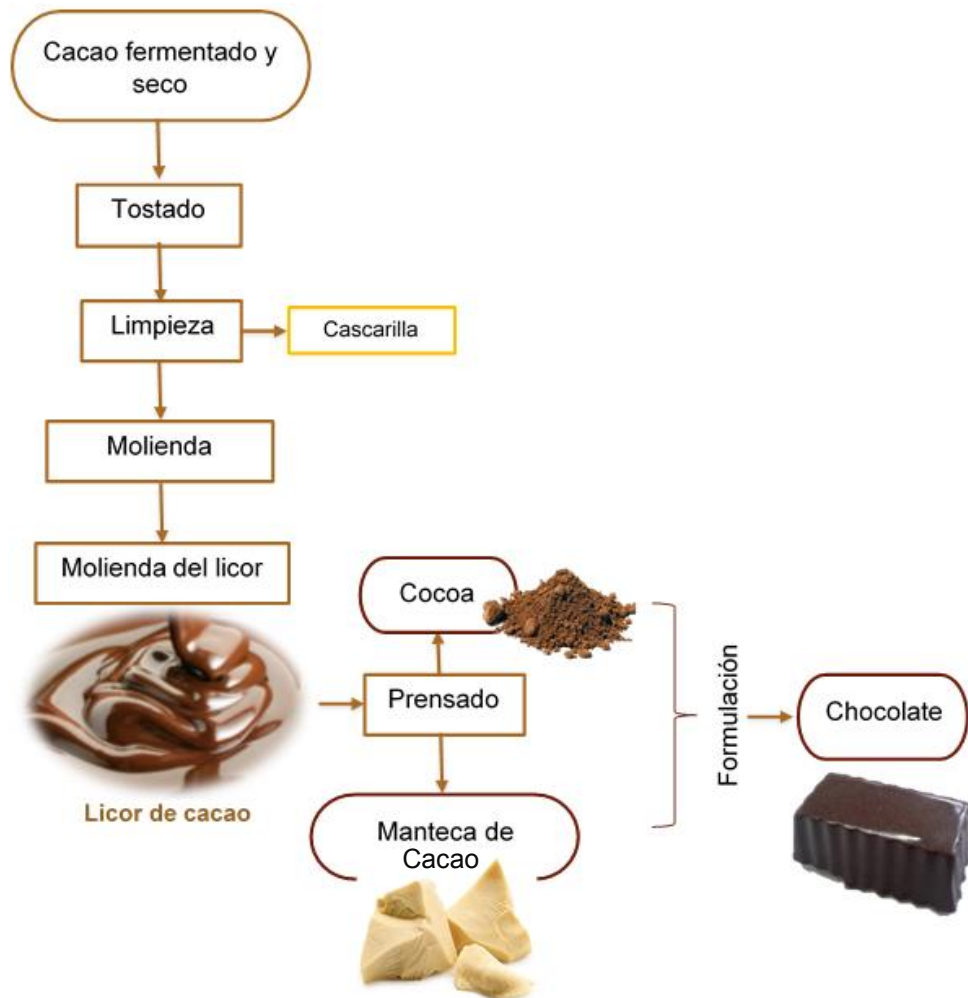 Cacao fermentado y
seco
Tostado
Limpieza
Cascarilla
Molienda
Molienda del licor
Licor de cacao
Cocoa
Prensado
Manteca de
Cacao
Formulación
Chocolate